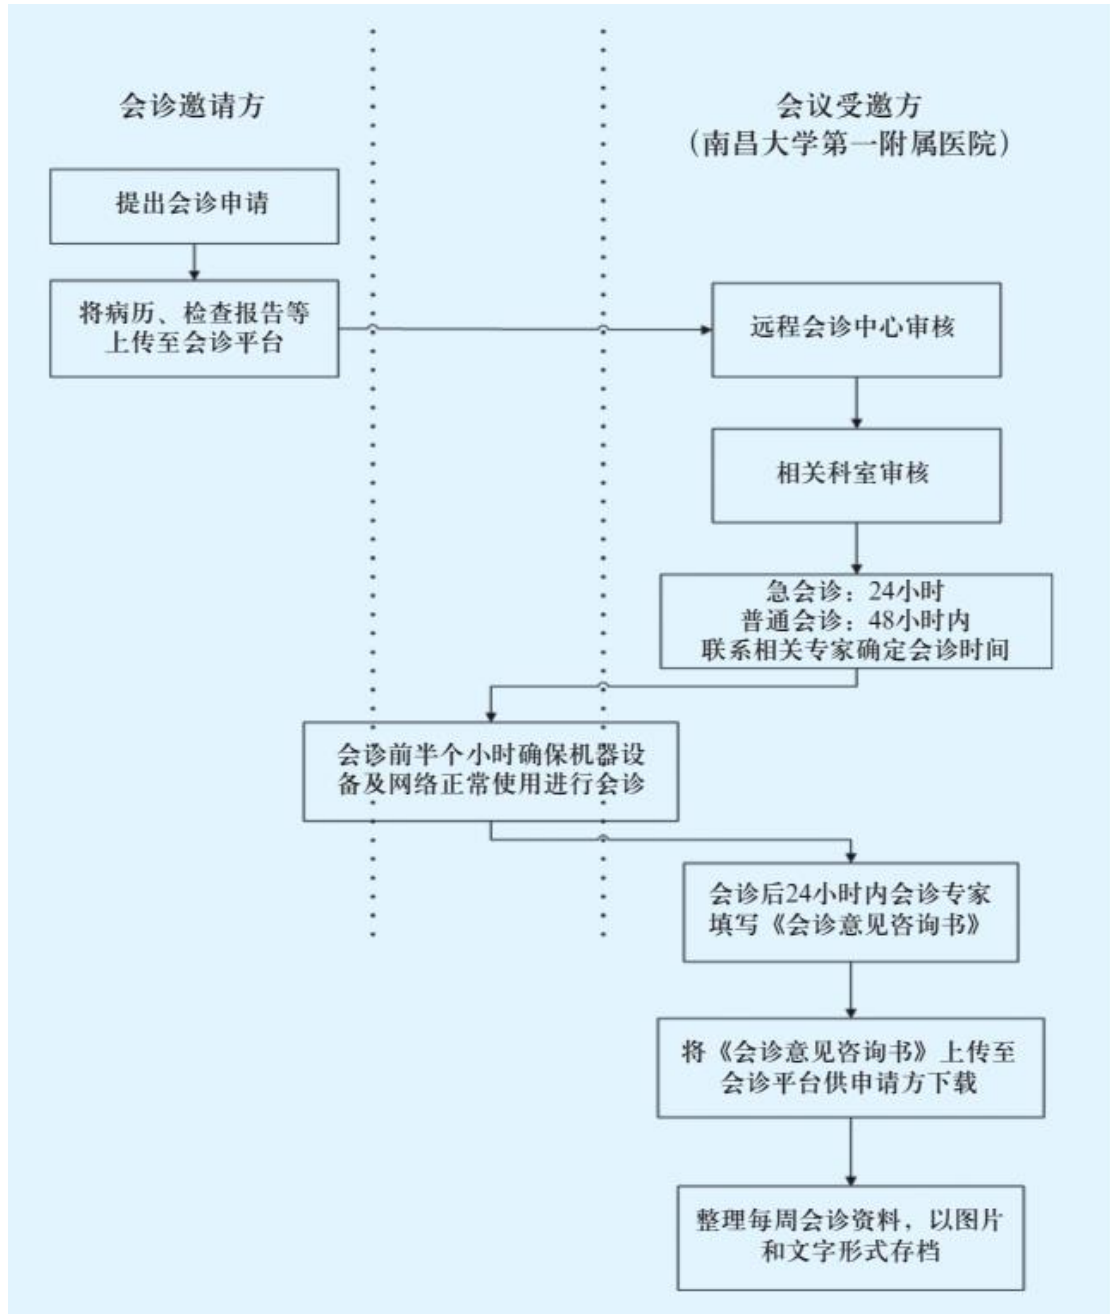 会诊邀请方
会议受邀方
（南昌大学第一附属医院）
提出会诊申请
将病历、检查报告等
上传至会诊平台
远程会诊中心审核
相关科室审核
急会诊：24小时
普通会诊：48小时内
联系相关专家确定会诊时间
会诊前半个小时确保机器设
备及网络正常使用进行会诊
会诊后24小时内会诊专家
填写《会诊意见咨询书》
将《会诊意见咨询书》上传至
会诊平台供申请方下载
整理每周会诊资料，以图片
和文字形式存档